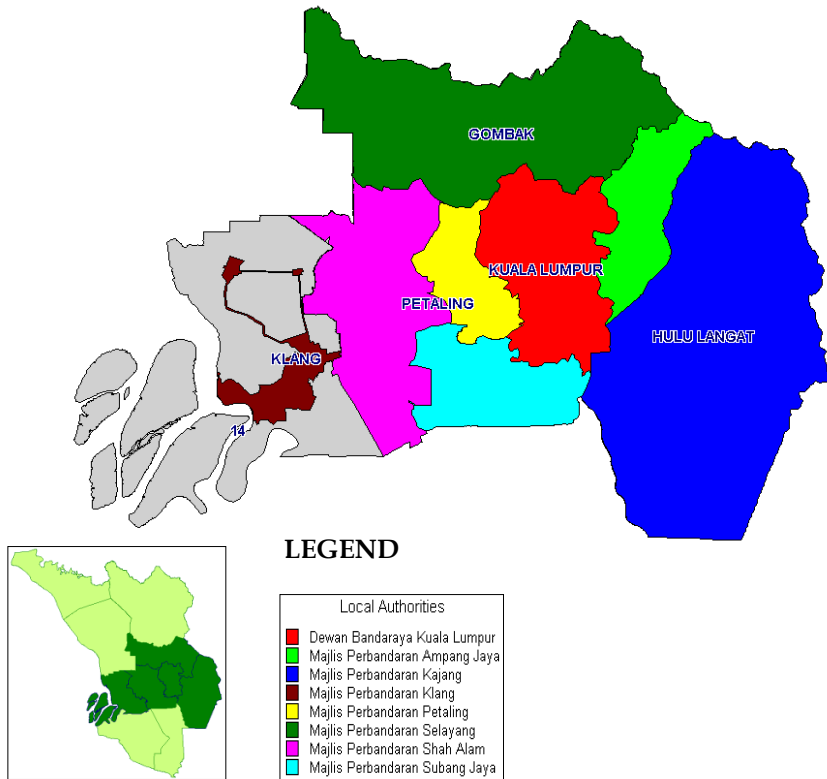 GOMBAK
KUALA LUMPUR
PETALING
HULU LANGAT
KLANG
14
LEGEND
Local Authorities
Dewan Bandaraya Kuala Lumpur
Majlis Perbandaran Ampang Jaya
Majlis Perbandaran Kajang
Majlis Perbandaran Klang
Majlis Perbandaran Petaling
Majlis Perbandaran Selayang
Majlis Perbandaran Shah Alam
Majlis Perbandaran Subang Jaya